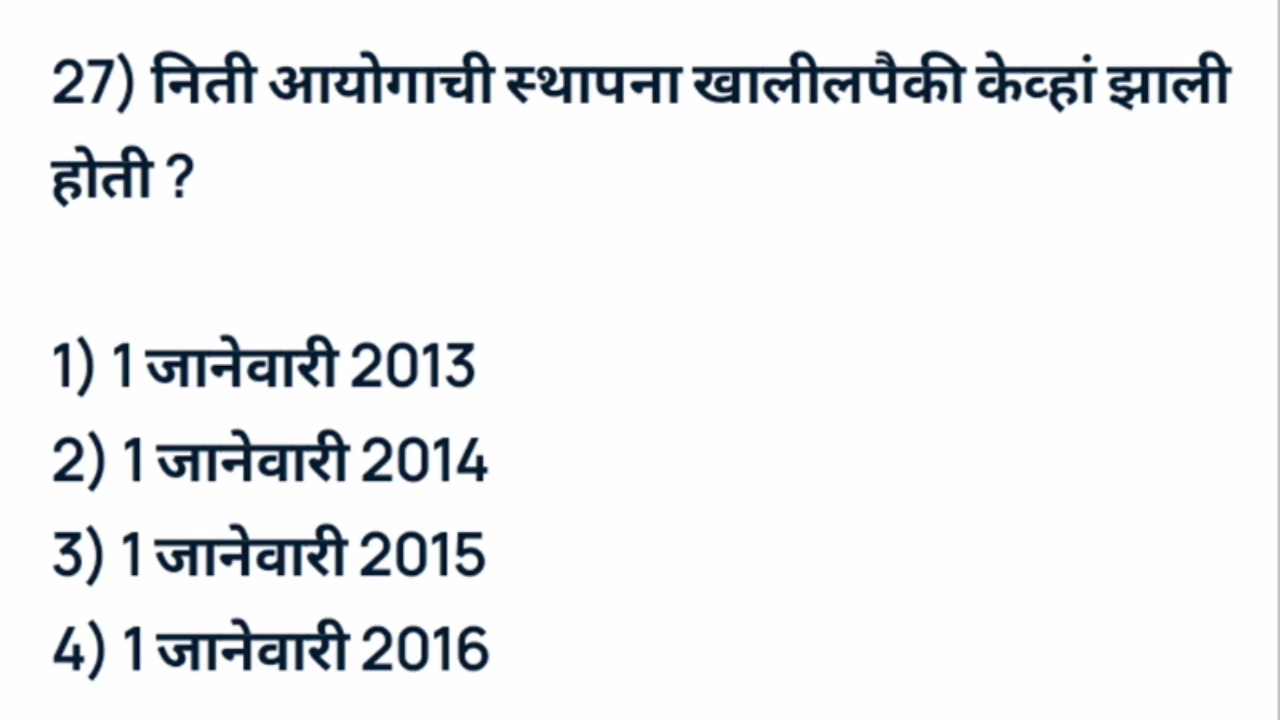 27) निती आयोगाची स्थापना खालीलपैकी केव्हां झाली
होती ?
1) 1 जानेवारी 2013
2) 1 जानेवारी 2014
3) 1 जानेवारी 2015
4) 1 जानेवारी 2016